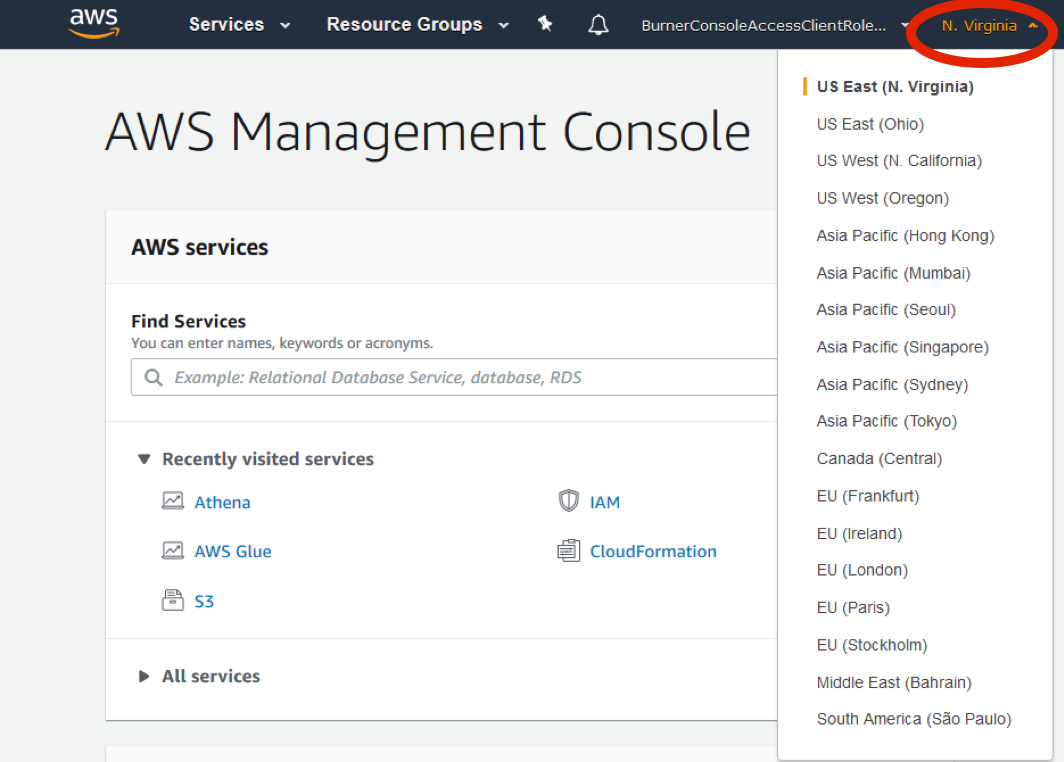 aws
Services
Resource Groups
BurnerConsoleAccessClientRole...
N. Virginia
AWS Management Console
AWS services
Find Services
You can enter names, keywords or acronyms.
Example: Relational Database Service, database, RDS
Recently visited services
Athena
IAM
AWS Glue
CloudFormation
S3
All services
US East (N. Virginia)
US East (Ohio)
US West (N. California)
US West (Oregon)
Asia Pacific (Hong Kong)
Asia Pacific (Mumbai)
Asia Pacific (Seoul)
Asia Pacific (Singapore)
Asia Pacific (Sydney)
Asia Pacific (Tokyo)
Canada (Central)
EU (Frankfurt)
EU (Ireland)
EU (London)
EU (Paris)
EU (Stockholm)
Middle East (Bahrain)
South America (São Paulo)